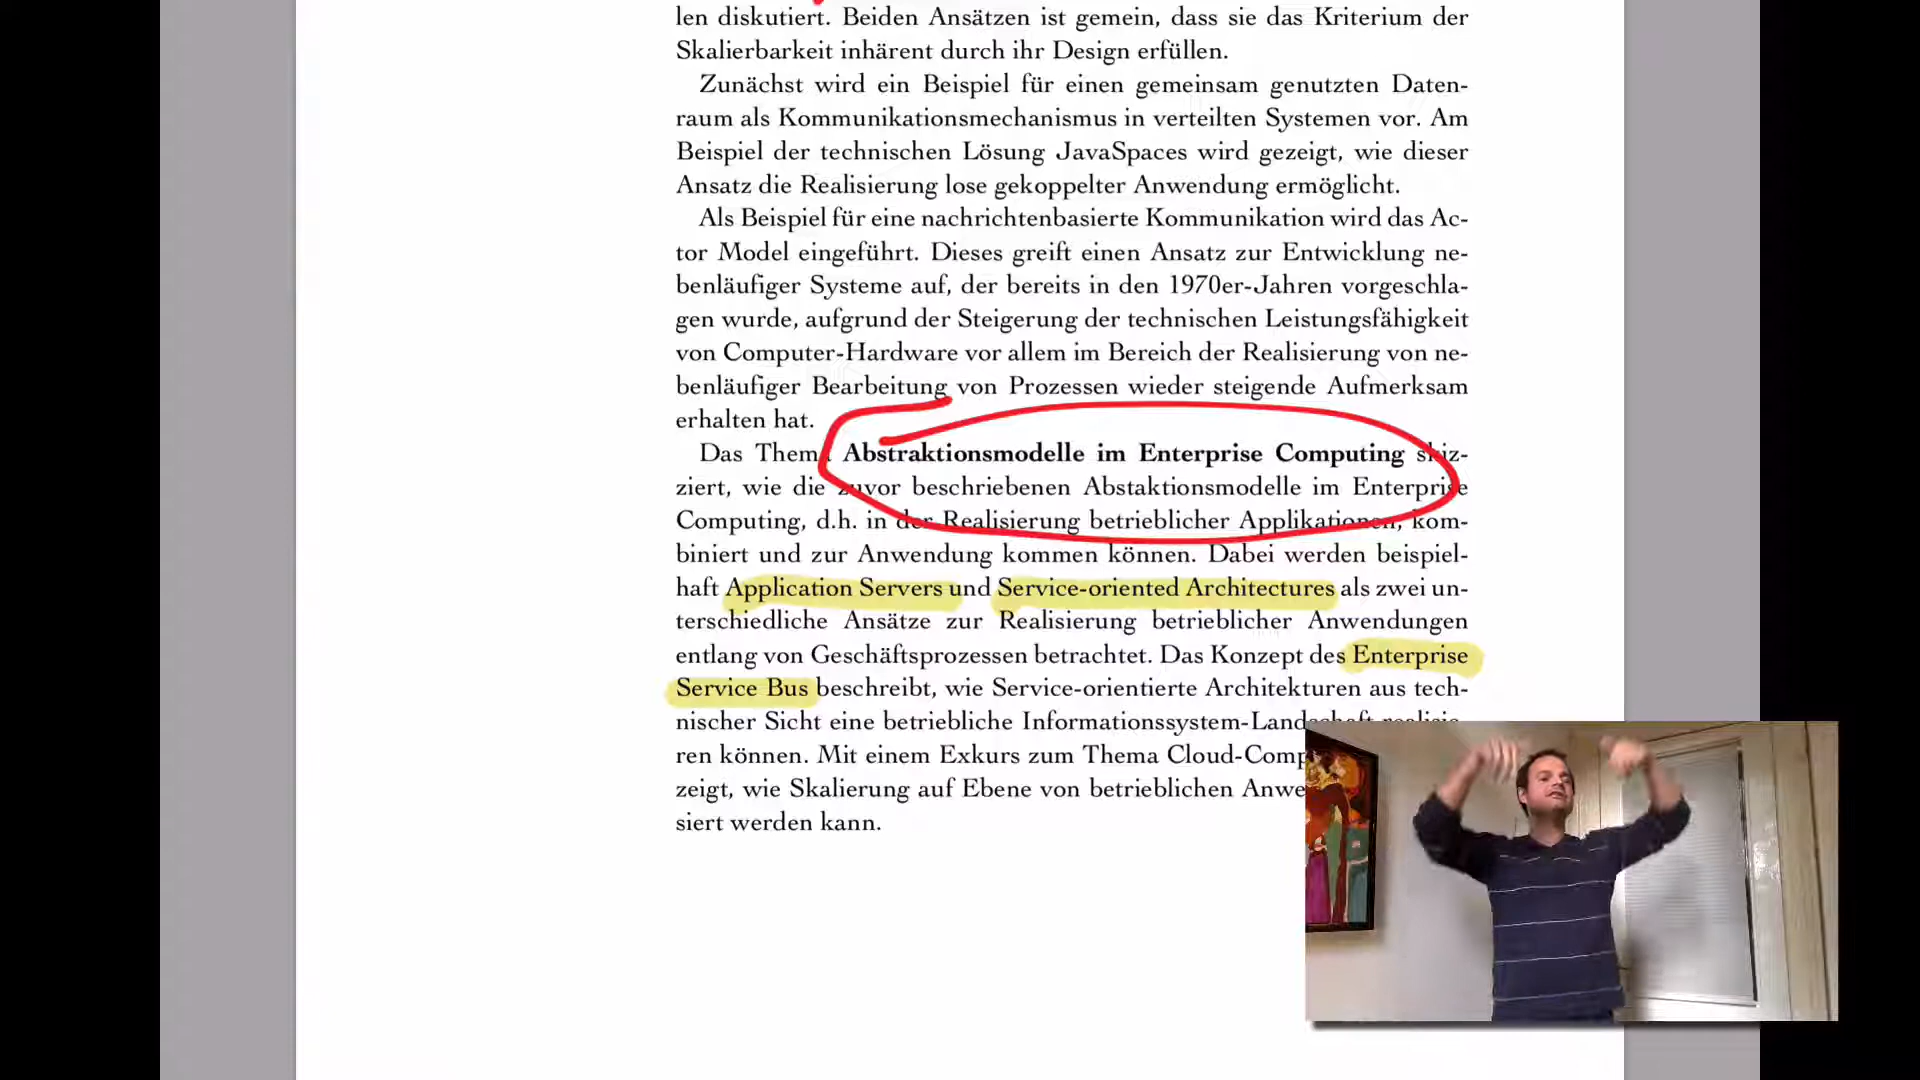 len diskutiert. Beiden Ansätzen ist gemein, dass sie das Kriterium der
Skalierbarkeit inhärent durch ihr Design erfüllen.
Zunächst wird ein Beispiel für einen gemeinsam genutzten Daten-
raum als Kommunikationsmechanismus in verteilten Systemen vor. Am
Beispiel der technischen Lösung JavaSpaces wird gezeigt, wie dieser
Ansatz die Realisierung lose gekoppelter Anwendung ermöglicht.
Als Beispiel für eine nachrichtenbasierte Kommunikation wird das Ac-
tor Model eingeführt. Dieses greift einen Ansatz zur Entwicklung ne-
benläufiger Systeme auf, der bereits in den 1970er-Jahren vorgeschla-
gen wurde, aufgrund der Steigerung der technischen Leistungsfähigkeit
von Computer-Hardware vor allem im Bereich der Realisierung von ne-
benläufiger Bearbeitung von Prozessen wieder steigende Aufmerksam
erhalten hat.
Das Thema Abstraktionsmodelle im Enterprise Computing skiz-
ziert, wie die zuvor beschriebenen Abstaktionsmodelle im Enterprise
Computing, d.h. in der Realisierung betrieblicher Applikationen, kom-
biniert und zur Anwendung kommen können. Dabei werden beispiel-
haft Application Servers und Service-oriented Architectures als zwei un-
terschiedliche Ansätze zur Realisierung betrieblicher Anwendungen
entlang von Geschäftsprozessen betrachtet. Das Konzept des Enterprise
Service Bus beschreibt, wie Service-orientierte Architekturen aus tech-
nischer Sicht eine betriebliche Informationssystem-Landschaft realisie-
ren können. Mit einem Exkurs zum Thema Cloud-Comp
zeigt, wie Skalierung auf Ebene von betrieblichen Anwe
siert werden kann.